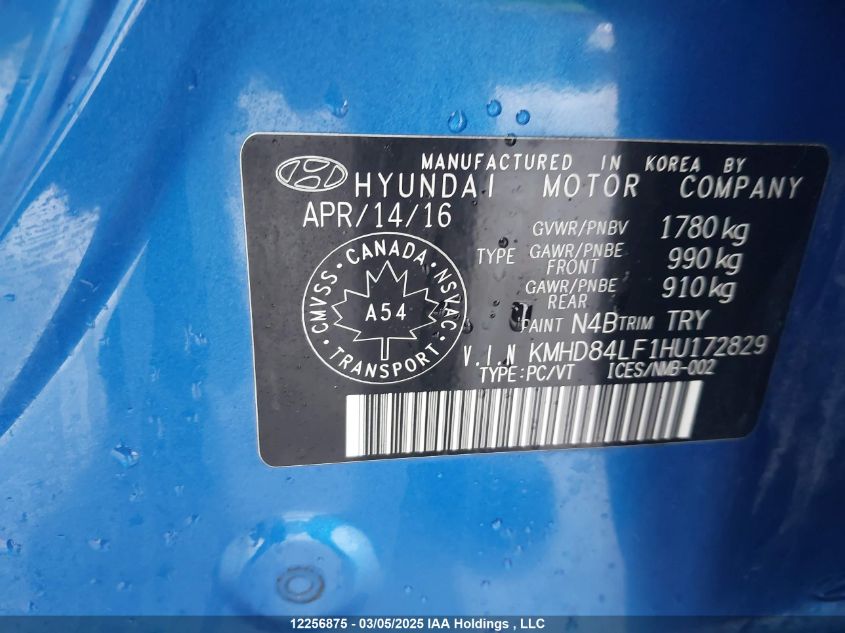 MANUFACTURED IN KOREA BY
HYUNDAI MOTOR COMPANY
APR/14/16
GVWR/PNBV 1780 kg
TYPE GAWR/PNBE FRONT 990 kg
GAWR/PNBE REAR 910 kg
CMVSS · CANADA · NSVAC · TRANSPORT ·
A54
PAINT N4B TRIM TRY
V.I.N KMHD84LF1HU172829
TYPE:PC/VT ICES/NMB-002
12256875 - 03/05/2025 IAA Holdings , LLC